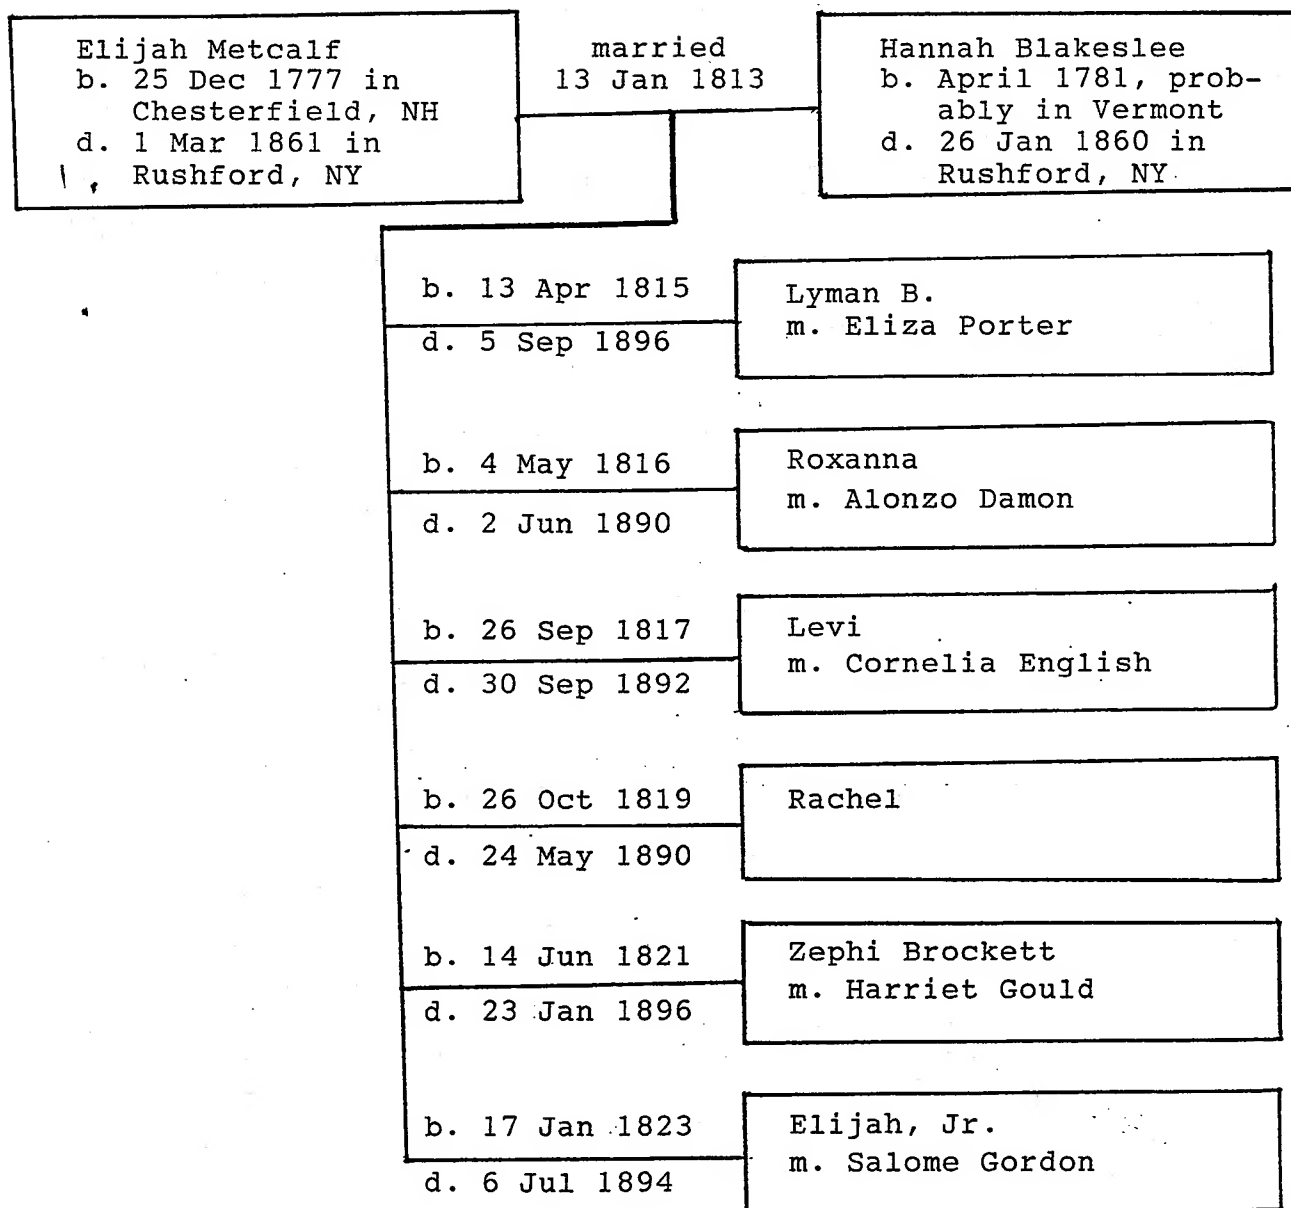 Elijah Metcalf
b. 25 Dec 1777 in
Chesterfield, NH
d. 1 Mar 1861 in
Rushford, NY
married
13 Jan 1813
Hannah Blakeslee
b. April 1781, prob-
ably in Vermont
d. 26 Jan 1860 in
Rushford, NY
b. 13 Apr 1815
d. 5 Sep 1896
Lyman B.
m. Eliza Porter
b. 4 May 1816
d. 2 Jun 1890
Roxanna
m. Alonzo Damon
b. 26 Sep 1817
d. 30 Sep 1892
Levi
m. Cornelia English
b. 26 Oct 1819
d. 24 May 1890
Rachel
b. 14 Jun 1821
d. 23 Jan 1896
Zephi Brockett
m. Harriet Gould
b. 17 Jan 1823
d. 6 Jul 1894
Elijah, Jr.
m. Salome Gordon